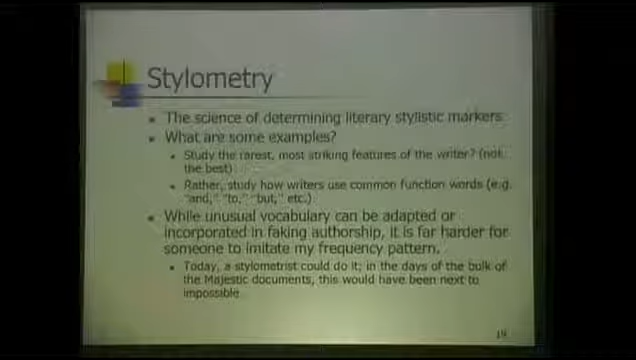 Stylometry
The science of determining literary stylistic markers
What are some examples?
Study the rarest, most striking features of the writer? (not
the best)
Rather, study how writers use common function words (e.g.
"and," "to," "but," etc.)
While unusual vocabulary can be adapted or
incorporated in faking authorship, it is far harder for
someone to imitate my frequency pattern.
Today, a stylometrist could do it; in the days of the bulk of
the Majestic documents, this would have been next to
impossible